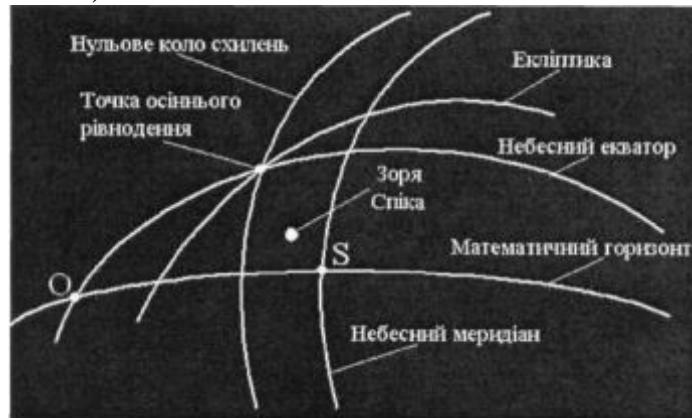 Нульове коло схилень
Екліптика
Точка осіннього
рівнодення
Небесний екватор
Зоря
Спіка
Математичний горизонт
S
O
Небесний меридіан